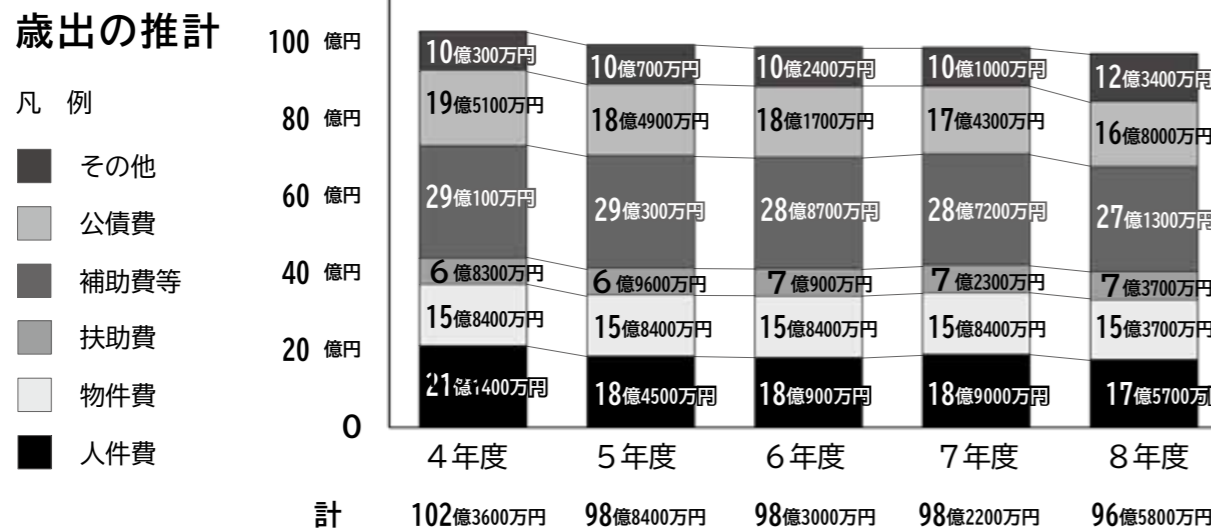 歳出の推計
凡 例
その他
公債費
補助費等
扶助費
物件費
人件費
100 億円
80 億円
60 億円
40 億円
20 億円
0
10億300万円 10億700万円 10億2400万円 10億1000万円 12億3400万円
19億5100万円 18億4900万円 18億1700万円 17億4300万円 16億8000万円
29億100万円 29億300万円 28億8700万円 28億7200万円 27億1300万円
6億8300万円 6億9600万円 7億900万円 7億2300万円 7億3700万円
15億8400万円 15億8400万円 15億8400万円 15億8400万円 15億3700万円
21億1400万円 18億4500万円 18億900万円 18億9000万円 17億5700万円
4年度 5年度 6年度 7年度 8年度
計 102億3600万円 98億8400万円 98億3000万円 98億2200万円 96億5800万円